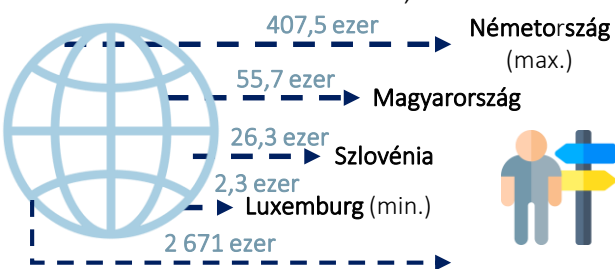 407,5 ezer
Németország
(max.)
55,7 ezer
Magyarország
26,3 ezer
Szlovénia
2,3 ezer
Luxemburg (min.)
2 671 ezer